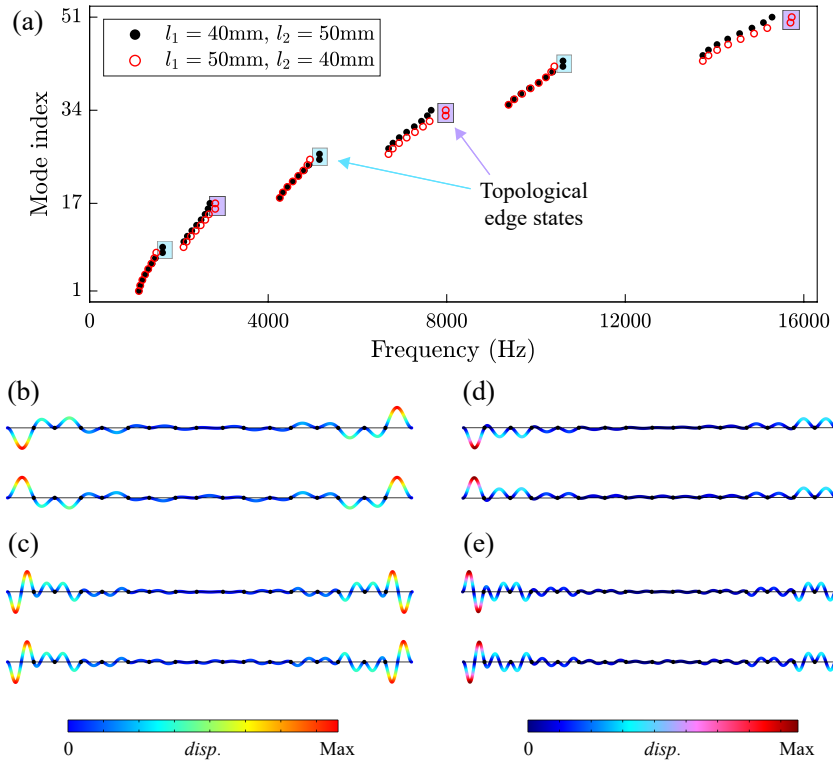 (a)
l₁ = 40mm, l₂ = 50mm
l₁ = 50mm, l₂ = 40mm
51
34
17
1
Mode index
Topological
edge states
0 4000 8000 12000 16000
Frequency (Hz)
(b) (d)
(c) (e)
0 disp. Max 0 disp. Max